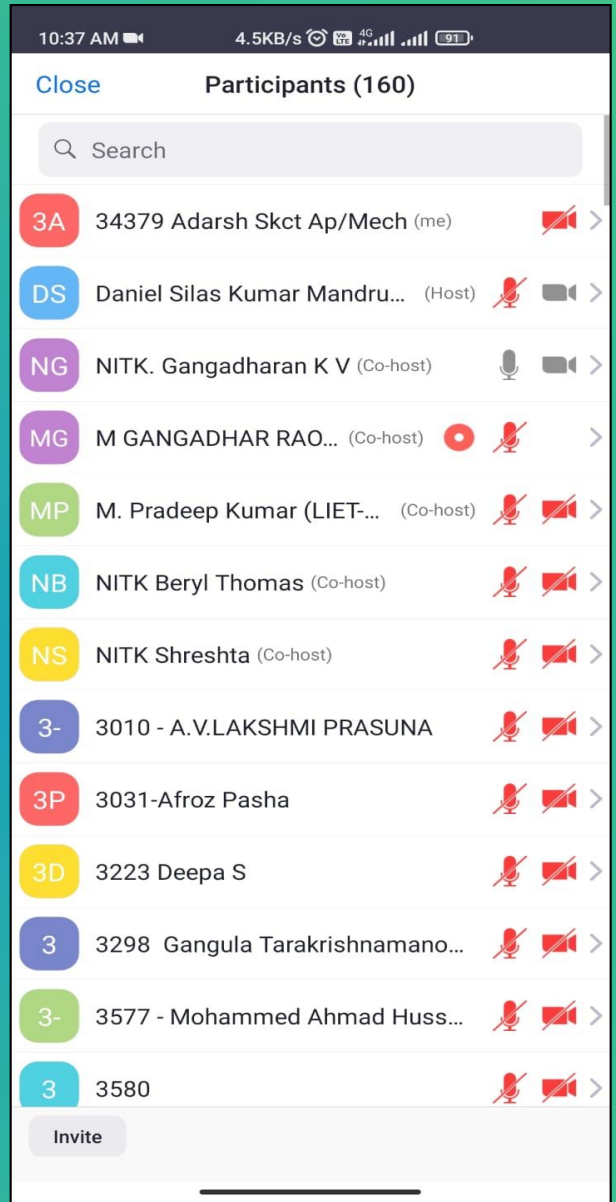 10:37 AM 4.5KB/s Vo LTE 4G 91
Close Participants (160)
Search
3A 34379 Adarsh Skct Ap/Mech (me)
DS Daniel Silas Kumar Mandru... (Host)
NG NITK. Gangadharan K V (Co-host)
MG M GANGADHAR RAO... (Co-host)
MP M. Pradeep Kumar (LIET-... (Co-host)
NB NITK Beryl Thomas (Co-host)
NS NITK Shreshta (Co-host)
3- 3010 - A.V.LAKSHMI PRASUNA
3P 3031-Afroz Pasha
3D 3223 Deepa S
3 3298 Gangula Tarakrishnamano...
3- 3577 - Mohammed Ahmad Huss...
3 3580
Invite